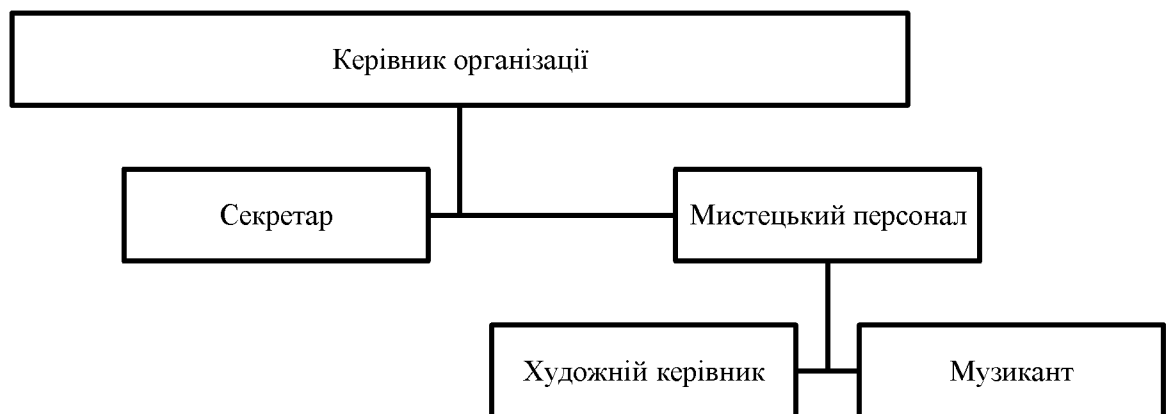 Керівник організації
Секретар
Мистецький персонал
Художній керівник
Музикант